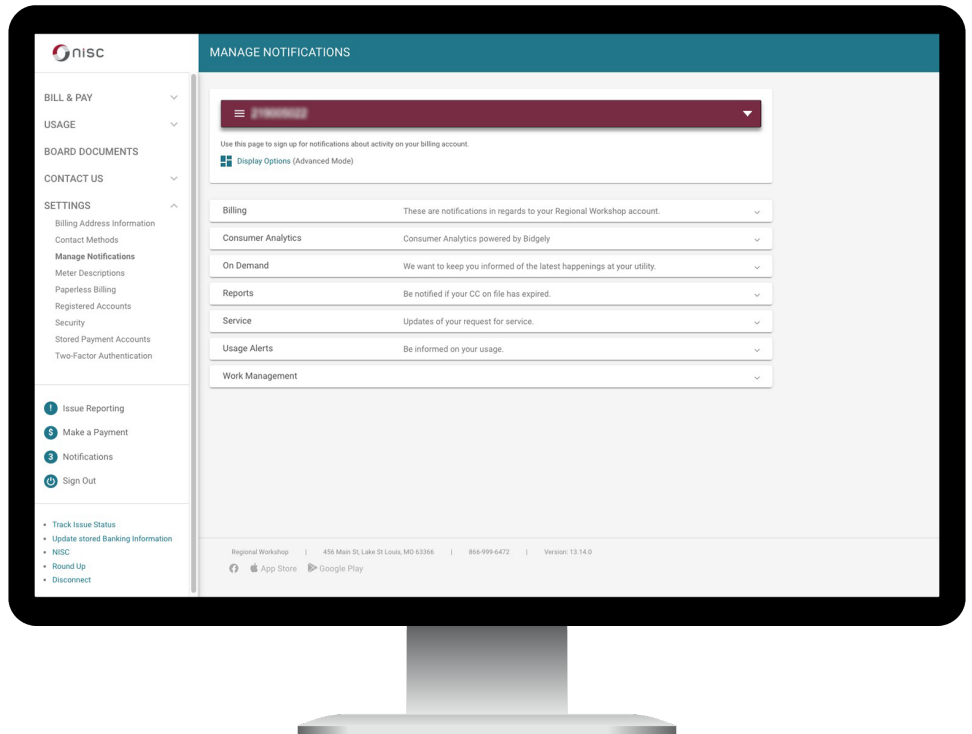 nisc
MANAGE NOTIFICATIONS
BILL & PAY
USAGE
BOARD DOCUMENTS
CONTACT US
SETTINGS
Billing Address Information
Contact Methods
Manage Notifications
Meter Descriptions
Paperless Billing
Registered Accounts
Security
Stored Payment Accounts
Two-Factor Authentication
! Issue Reporting
$ Make a Payment
3 Notifications
Sign Out
• Track Issue Status
• Update stored Banking Information
• NISC
• Round Up
• Disconnect
Use this page to sign up for notifications about activity on your billing account.
Display Options (Advanced Mode)
Billing These are notifications in regards to your Regional Workshop account.
Consumer Analytics Consumer Analytics powered by Bidgely
On Demand We want to keep you informed of the latest happenings at your utility.
Reports Be notified if your CC on file has expired.
Service Updates of your request for service.
Usage Alerts Be informed on your usage.
Work Management
Regional Workshop | 456 Main St, Lake St Louis, MO 63366 | 866-999-6472 | Version: 13.14.0
App Store Google Play